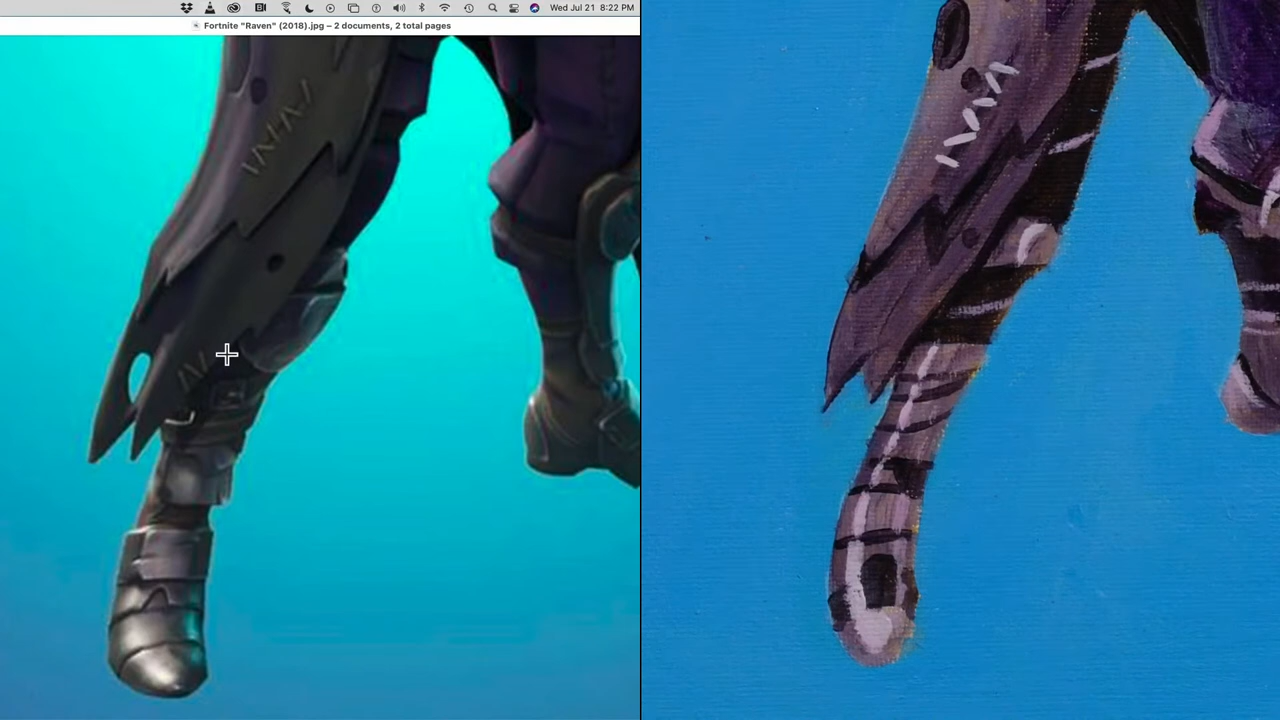 Wed Jul 21 8:22 PM
Fortnite "Raven" (2018).jpg – 2 documents, 2 total pages